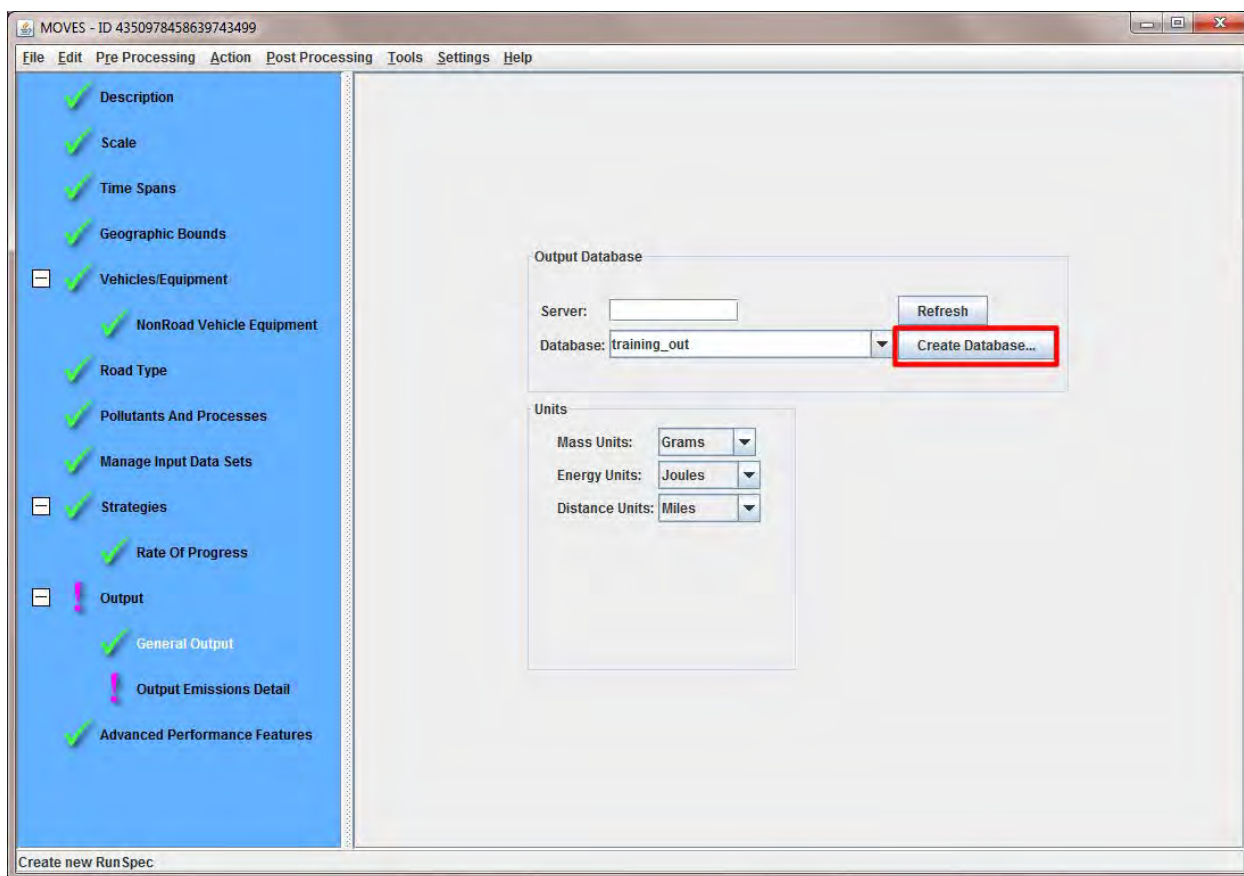 MOVES - ID 4350978458639743499
File Edit Pre Processing Action Post Processing Tools Settings Help
Description
Scale
Time Spans
Geographic Bounds
Vehicles/Equipment
NonRoad Vehicle Equipment
Road Type
Pollutants And Processes
Manage Input Data Sets
Strategies
Rate Of Progress
Output
General Output
Output Emissions Detail
Advanced Performance Features
Output Database
Server: Refresh
Database: training_out Create Database...
Units
Mass Units: Grams
Energy Units: Joules
Distance Units: Miles
Create new RunSpec